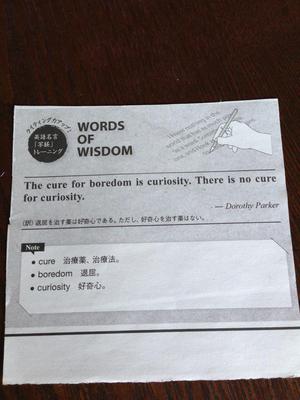 ライティング力アップ!
英語名言
「写経」
トレーニング
WORDS
OF
WISDOM
The cure for boredom is curiosity. There is no cure
for curiosity.
— Dorothy Parker
(訳) 退屈を治す薬は好奇心である。ただし、好奇心を治す薬はない。
Note
● cure 治療薬、治療法。
● boredom 退屈。
● curiosity 好奇心。